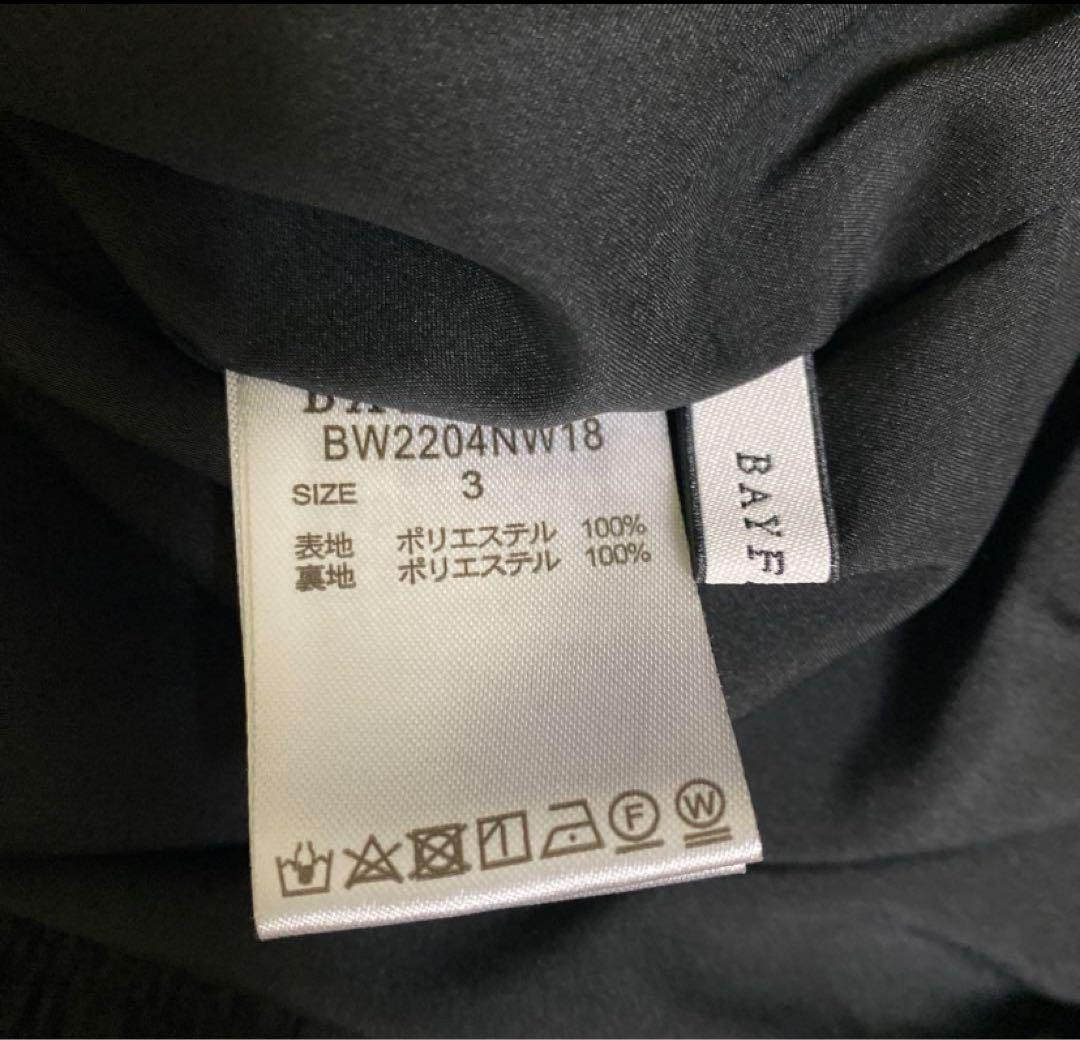 BW2204NW18
SIZE 3
表地 ポリエステル 100%
裏地 ポリエステル 100%
F
W
BAYF